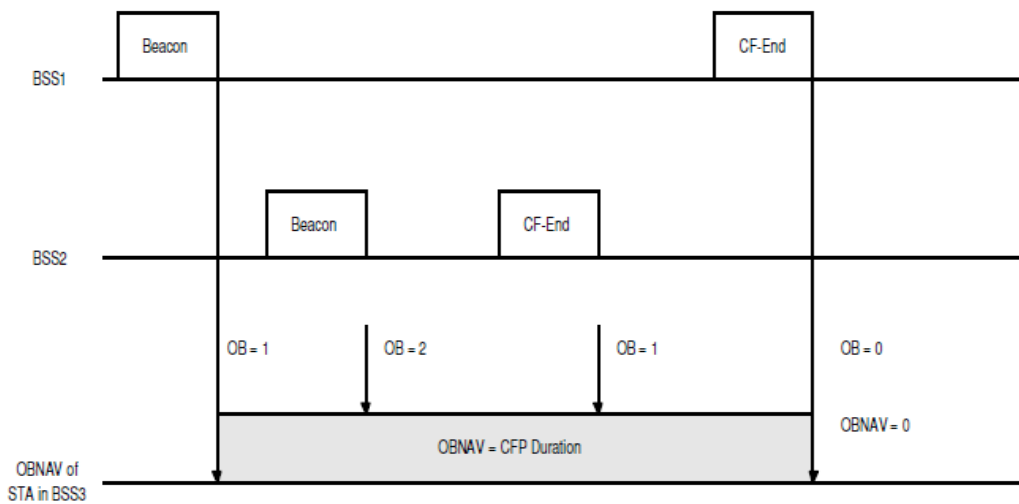 Beacon
CF-End
BSS1
Beacon
CF-End
BSS2
OB = 1
OB = 2
OB = 1
OB = 0
OBNAV = 0
OBNAV = CFP Duration
OBNAV of
STA in BSS3